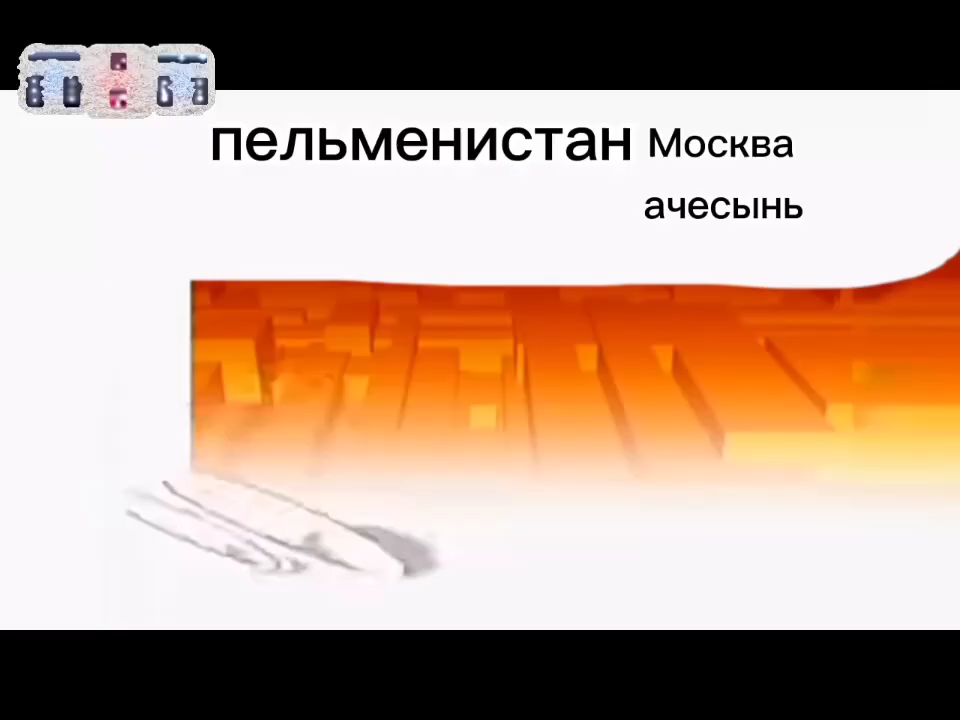 пельменистан Москва
ачесынь